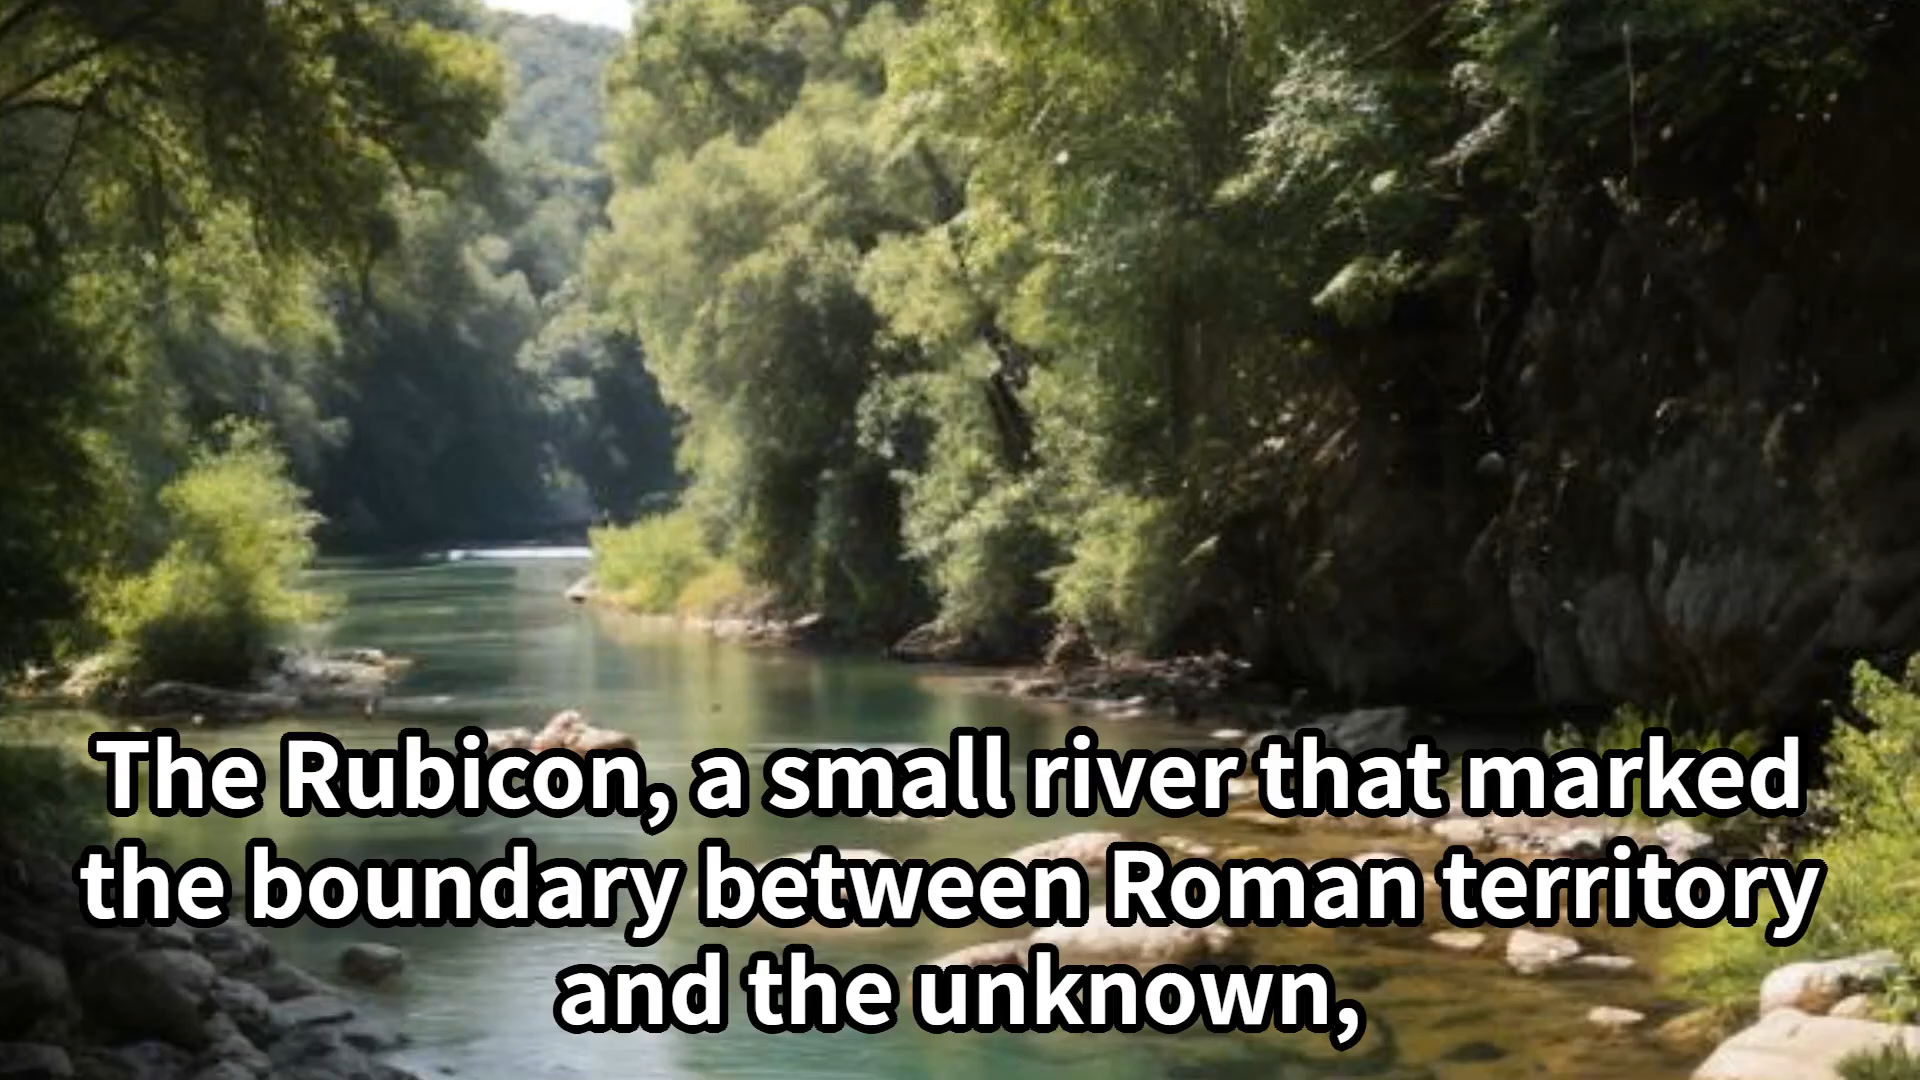 The Rubicon, a small river that marked
the boundary between Roman territory
and the unknown,